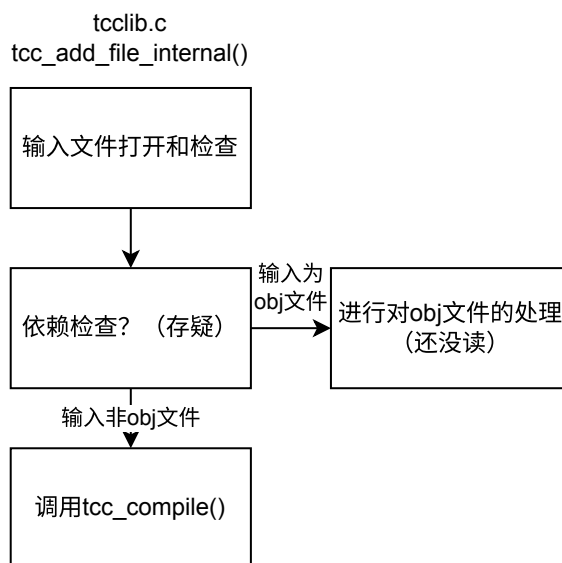 tcclib.c
tcc_add_file_internal()
输入文件打开和检查
依赖检查？（存疑）
输入为
obj文件
进行对obj文件的处理
（还没读）
输入非obj文件
调用tcc_compile()